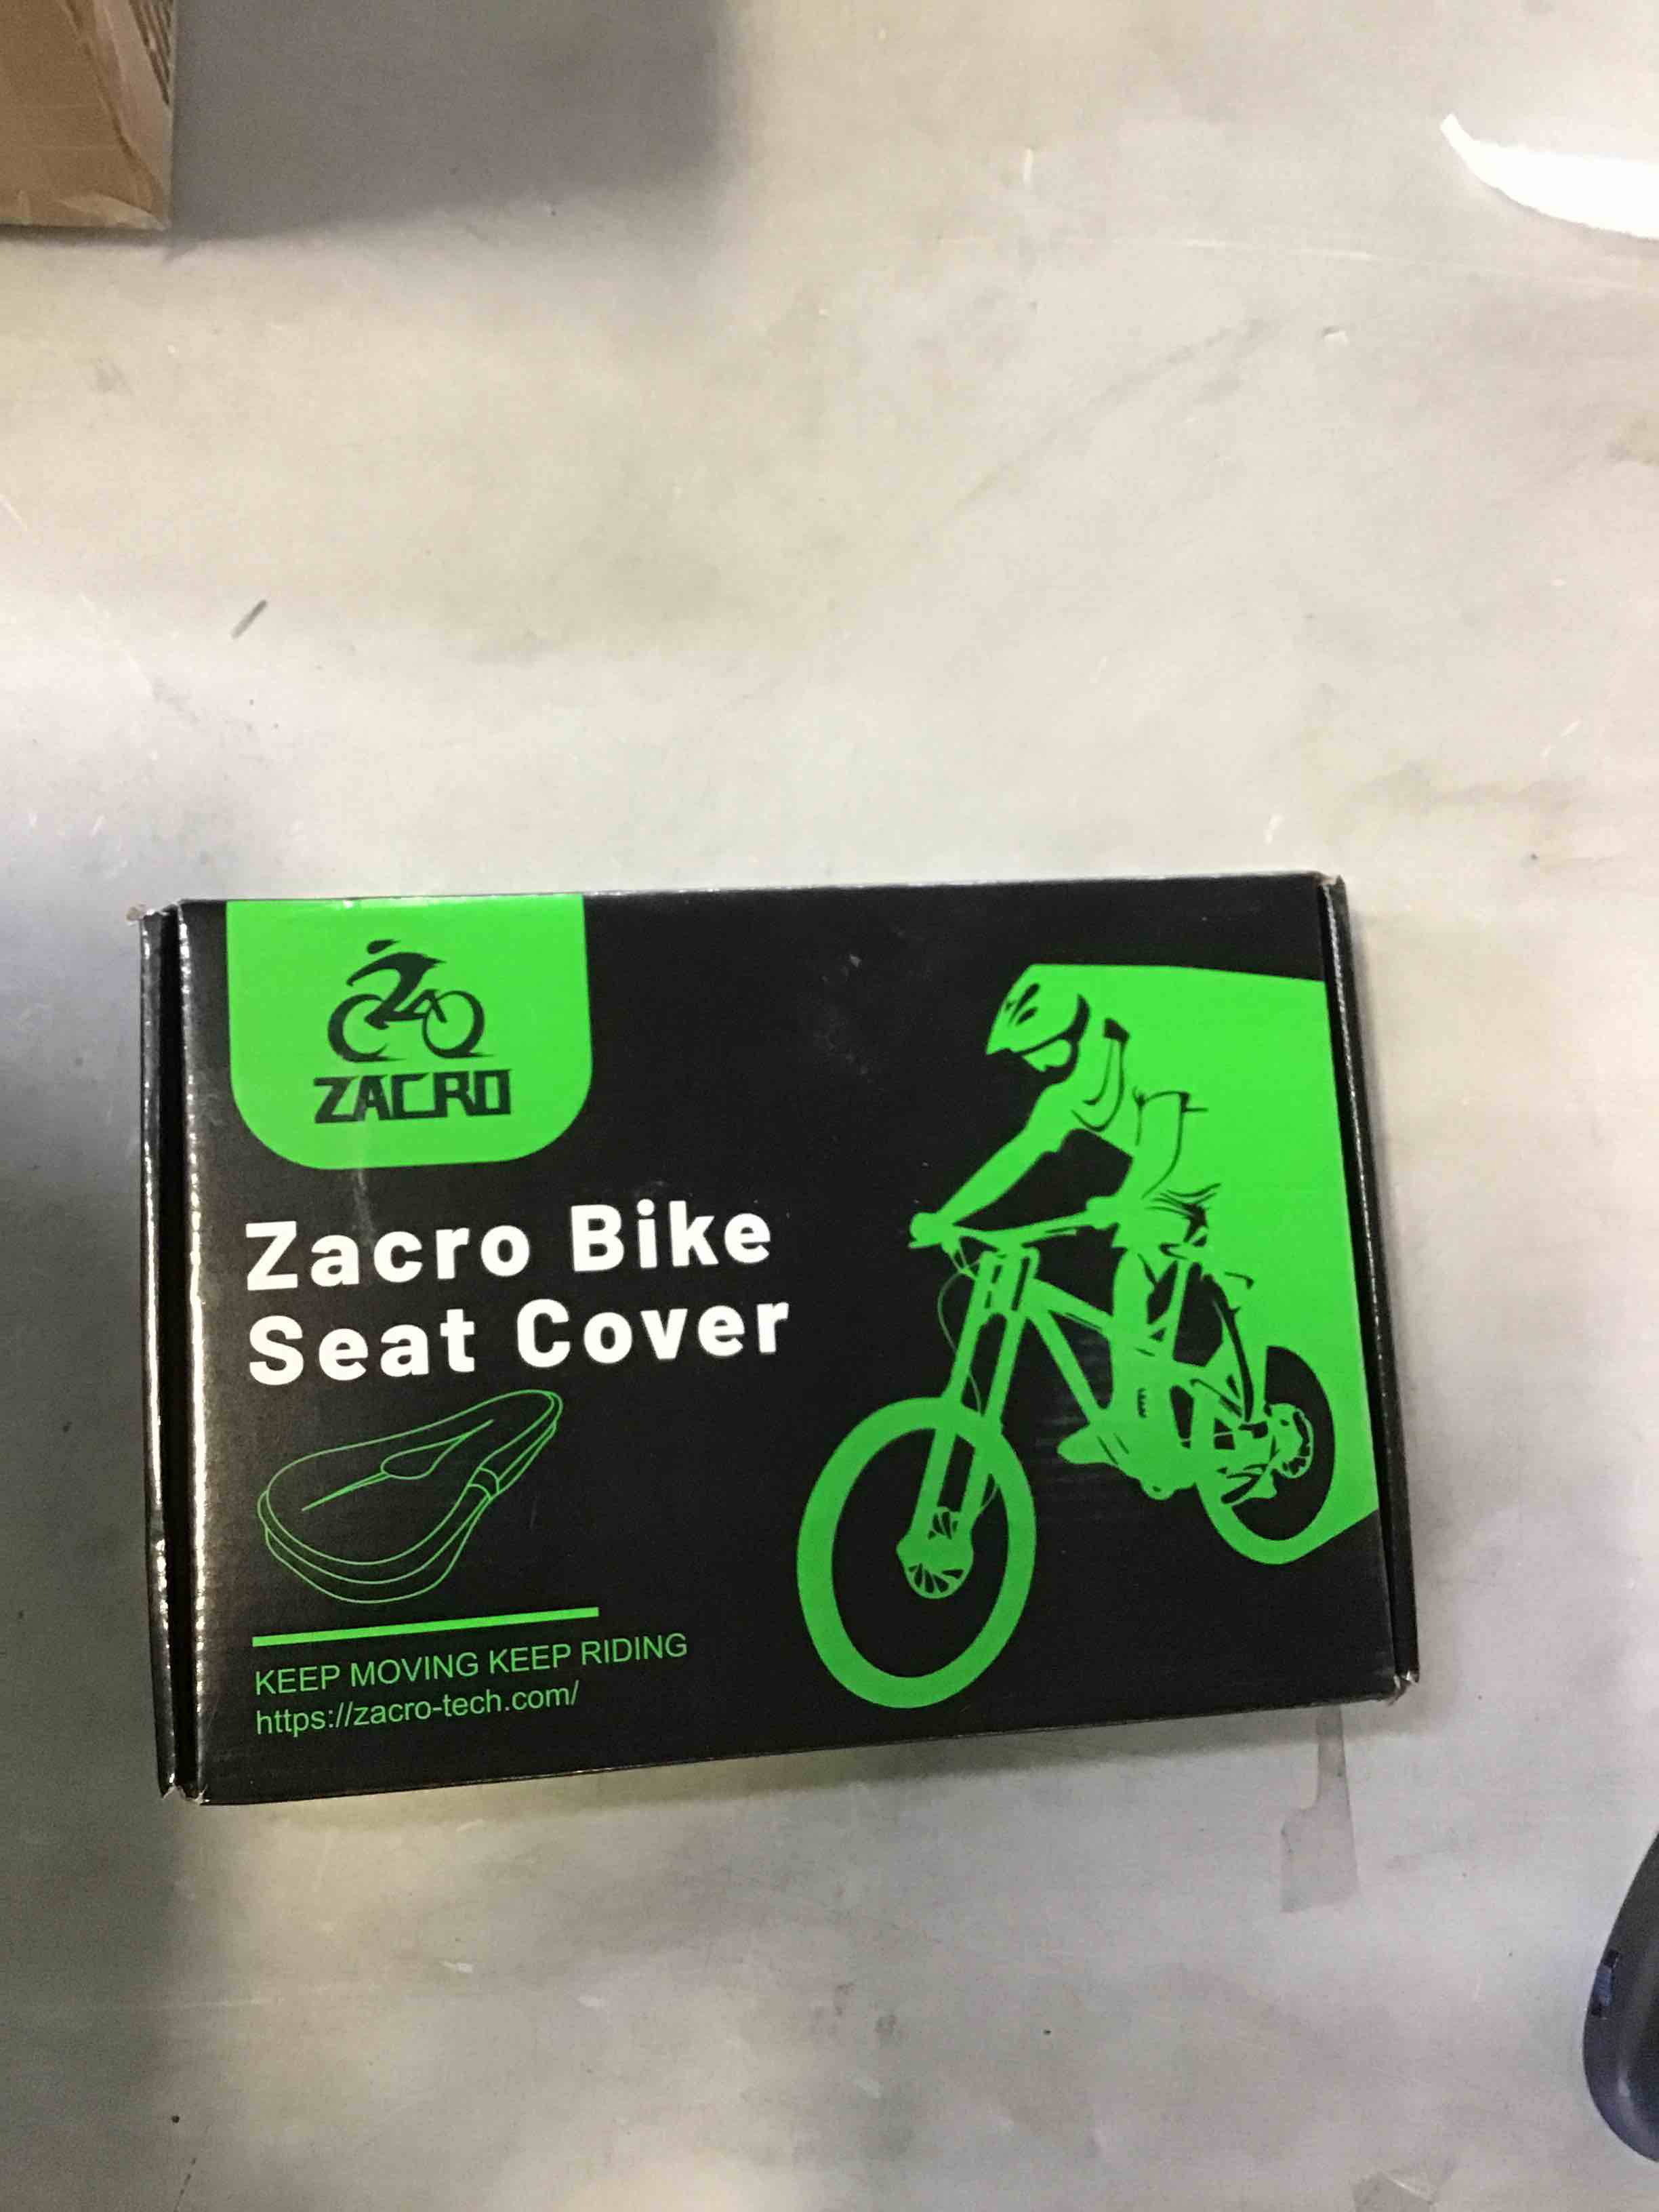 ZACRO
Zacro Bike
Seat Cover
KEEP MOVING KEEP RIDING
https://zacro-tech.com/